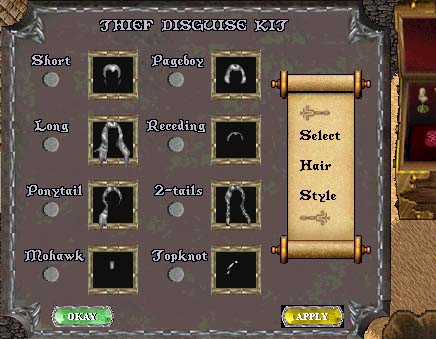 THIEF DISGUISE KIT
Short Pageboy
Long Receding
Ponytail 2-tails
Mohawk Topknot
Select
Hair
Style
OKAY APPLY